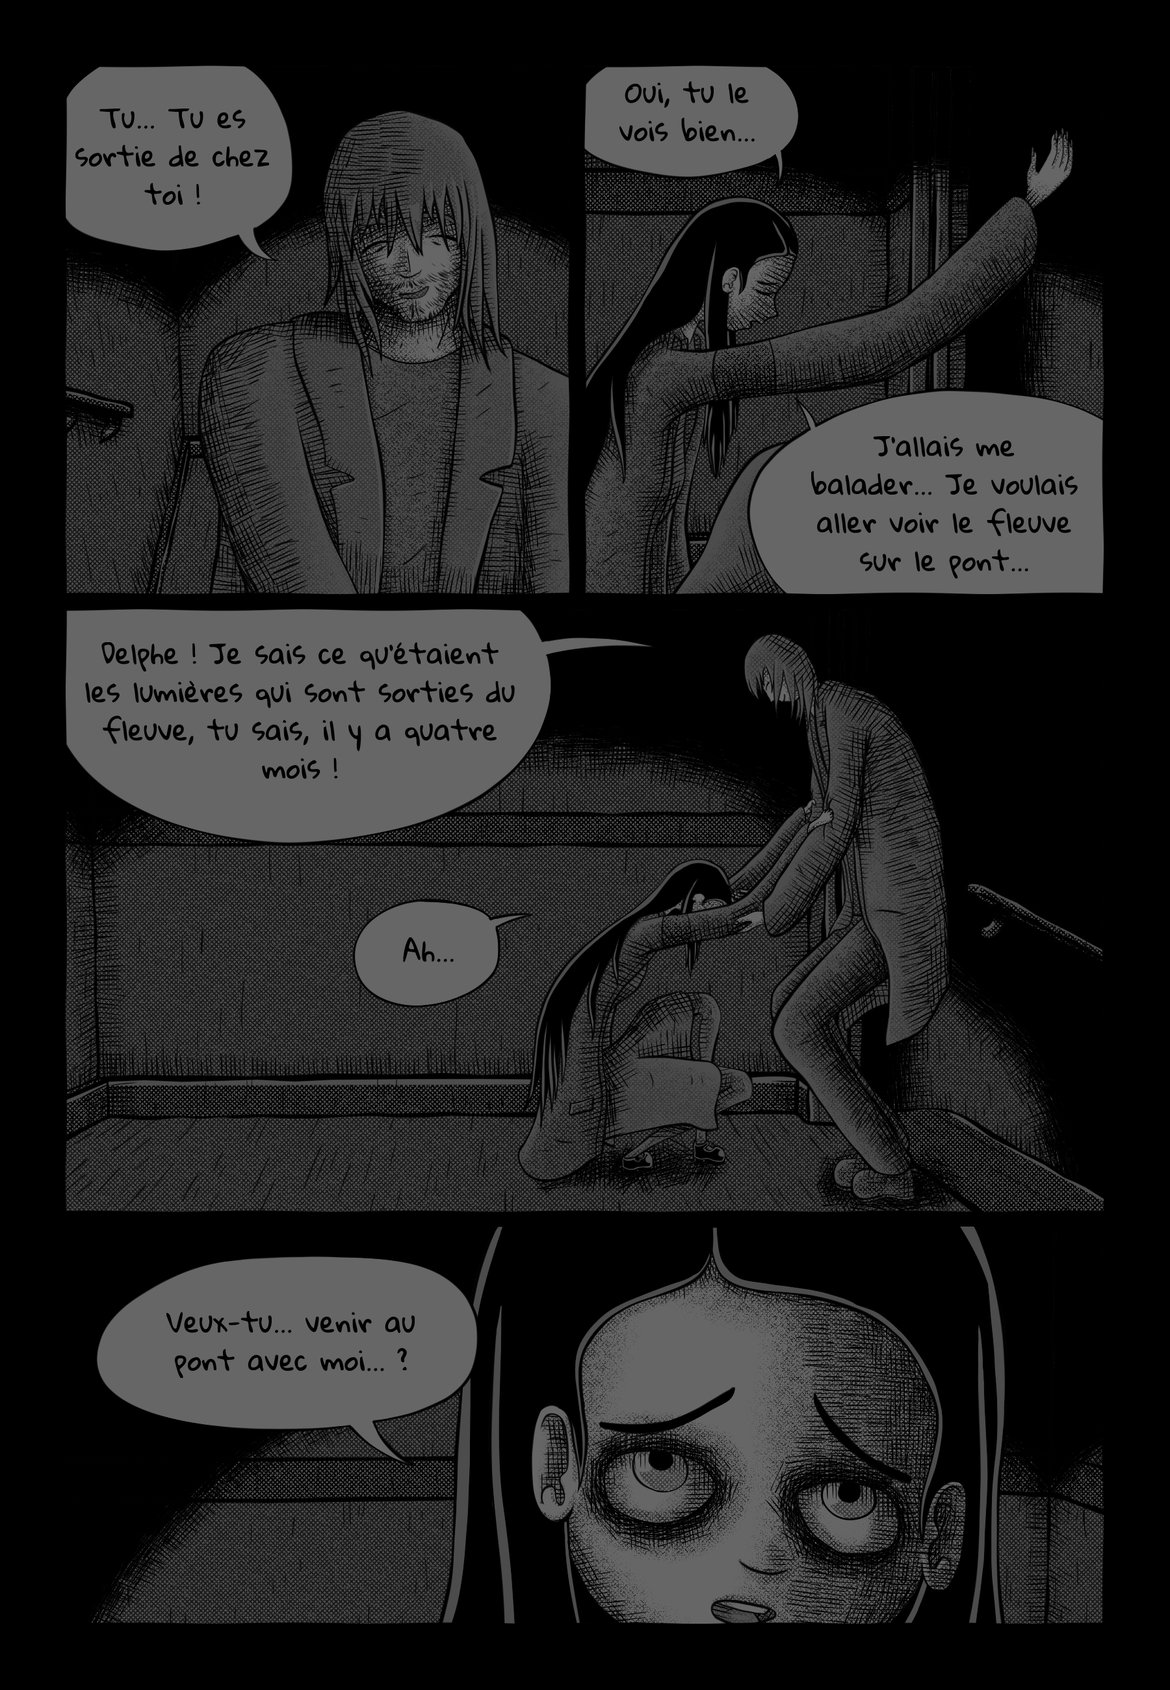 Tu... Tu es
sortie de chez
toi !
Oui, tu le
vois bien...
J'allais me
balader... Je voulais
aller voir le fleuve
sur le pont...
Delphe ! Je sais ce qu'étaient
les lumières qui sont sorties du
fleuve, tu sais, il y a quatre
mois !
Ah...
Veux-tu... venir au
pont avec moi... ?